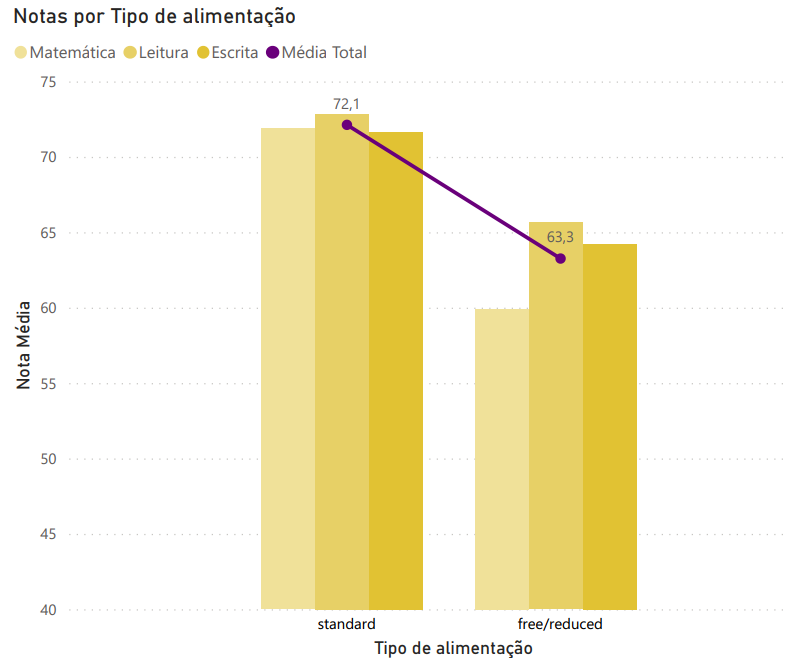 Notas por Tipo de alimentação
Matemática Leitura Escrita Média Total
75
70
65
60
55
50
45
40
Nota Média
72,1
63,3
standard free/reduced
Tipo de alimentação